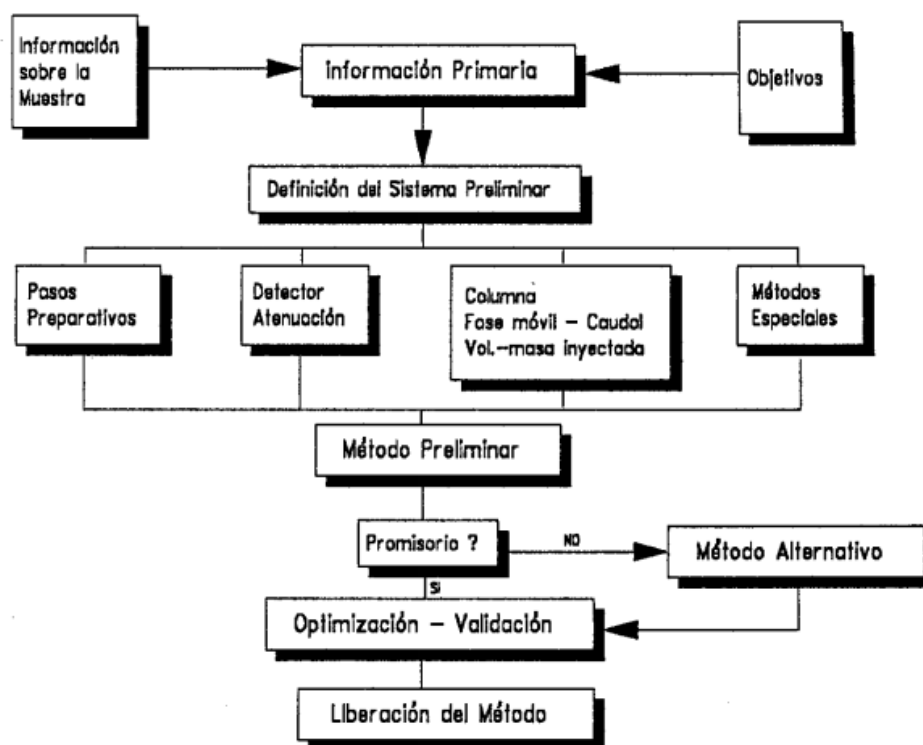 Información
sobre la
Muestra
Información Primaria
Objetivos
Definición del Sistema Preliminar
Pasos
Preparativos
Detector
Atenuación
Columna
Fase móvil – Caudal
Vol.–masa inyectada
Métodos
Especiales
Método Preliminar
Promisorio ?
NO
Método Alternativo
SI
Optimización – Validación
Liberación del Método